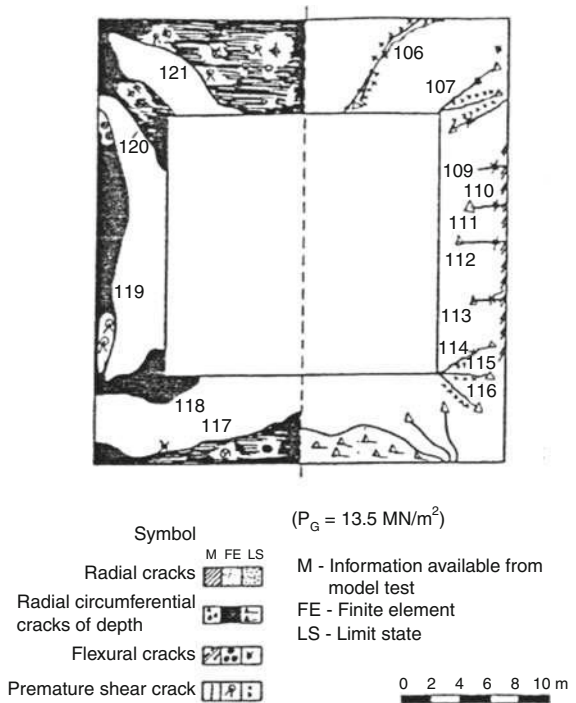 106
121
107
120
109
110
111
112
119
113
114
115
116
118
117
(P_G = 13.5 MN/m²)
Symbol
M FE LS
Radial cracks
Radial circumferential
cracks of depth
Flexural cracks
Premature shear crack
M - Information available from
model test
FE - Finite element
LS - Limit state
0 2 4 6 8 10 m